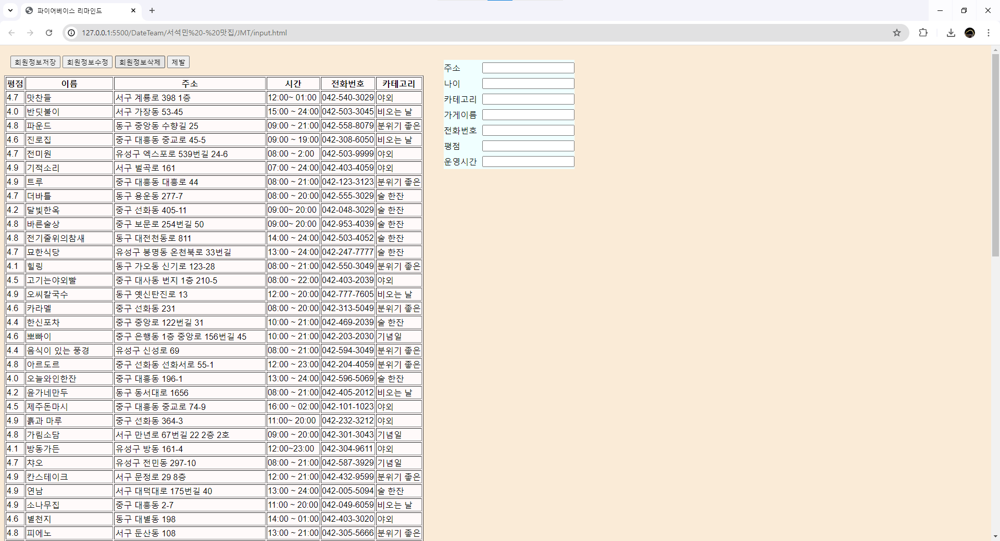 파이어베이스 리마인드
127.0.0.1:5500/DateTeam/서석민%20-%20맛집/JMT/input.html
회원정보저장 회원정보수정 회원정보삭제 제발
평점 이름 주소 시간 전화번호 카테고리
4.7 맛찬들 서구 계룡로 398 1층 12:00~ 01:00 042-540-3029 야외
4.0 반딧불이 서구 가장동 53-45 15:00 ~ 24:00 042-503-3045 비오는 날
4.8 파운드 동구 중앙동 수향길 25 09:00 ~ 21:00 042-558-8079 분위기 좋은
4.6 진로집 중구 대흥동 중교로 45-5 09:00 ~ 19:00 042-308-6050 비오는 날
4.7 전미원 유성구 엑스포로 539번길 24-6 08:00 ~ 2:00 042-503-9999 야외
4.9 기적소리 서구 벌곡로 161 07:00 ~ 24:00 042-403-4059 야외
4.9 트루 중구 대흥동 대흥로 44 08:00 ~ 21:00 042-123-3123 분위기 좋은
4.7 더바틀 동구 용운동 277-7 08:00 ~ 20:00 042-555-3029 술 한잔
4.2 달빛한옥 중구 선화동 405-11 09:00~ 20:00 042-048-3029 술 한잔
4.8 바른술상 중구 보문로 254번길 50 09:00~ 20:00 042-953-4039 술 한잔
4.8 전기줄위의참새 동구 대전천동로 811 14:00 ~ 24:00 042-503-4052 술 한잔
4.7 묘한식당 유성구 봉명동 온천북로 33번길 13:00 ~ 24:00 042-247-7777 술 한잔
4.1 힐링 동구 가오동 신기로 123-28 08:00 ~ 21:00 042-550-3049 분위기 좋은
4.5 고기는야외빨 중구 대사동 번지 1층 210-5 08:00 ~ 22:00 042-403-2039 야외
4.9 오씨칼국수 동구 옛신탄진로 13 12:00 ~ 20:00 042-777-7605 비오는 날
4.6 카라멜 중구 선화동 231 08:00 ~ 20:00 042-313-5049 분위기 좋은
4.4 한신포차 중구 중앙로 122번길 31 10:00 ~ 21:00 042-469-2039 술 한잔
4.6 뽀빠이 중구 은행동 1층 중앙로 156번길 45 10:00 ~ 21:00 042-203-2030 기념일
4.4 음식이 있는 풍경 유성구 신성로 69 08:00 ~ 21:00 042-594-3049 분위기 좋은
4.8 아르도르 중구 선화동 선화서로 55-1 12:00 ~ 23:00 042-204-4059 분위기 좋은
4.0 오늘와인한잔 중구 대흥동 196-1 13:00 ~ 24:00 042-596-5069 술 한잔
4.2 윤가네만두 동구 동서대로 1656 08:00 ~ 21:00 042-405-2012 비오는 날
4.5 제주돈마시 중구 대흥동 중교로 74-9 16:00 ~ 02:00 042-101-1023 야외
4.9 흙과 마루 중구 선화동 364-3 11:00~ 20:00 042-232-3212 야외
4.8 가림소담 서구 만년로 67번길 22 2층 2호 09:00 ~ 20:00 042-301-3043 기념일
4.1 방동가든 유성구 방동 161-4 12:00~23:00 042-304-9611 야외
4.7 챠오 유성구 전민동 297-10 08:00 ~ 21:00 042-587-3929 기념일
4.9 칸스테이크 서구 문정로 29 8층 12:00 ~ 21:00 042-432-9599 분위기 좋은
4.9 연남 서구 대덕대로 175번길 40 13:00 ~ 24:00 042-005-5094 술 한잔
4.9 소나무집 중구 대흥동 2-7 11:00 ~ 20:00 042-049-6059 비오는 날
4.6 별천지 동구 대별동 198 14:00 ~ 01:00 042-403-3020 야외
4.8 피에노 서구 둔산동 108 13:00 ~ 21:00 042-305-5666 분위기 좋은
주소
나이
카테고리
가게이름
전화번호
평점
운영시간